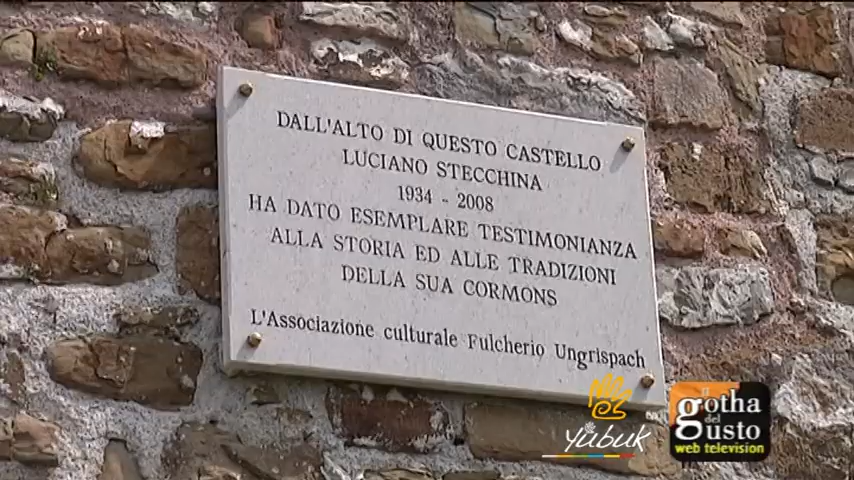 DALL'ALTO DI QUESTO CASTELLO
LUCIANO STECCHINA
1934 - 2008
HA DATO ESEMPLARE TESTIMONIANZA
ALLA STORIA ED ALLE TRADIZIONI
DELLA SUA CORMONS
L'ASSOCIAZIONE CULTURALE FULCHERIO UNGRISPACH
yubuk
il
gotha
del Gusto
web television